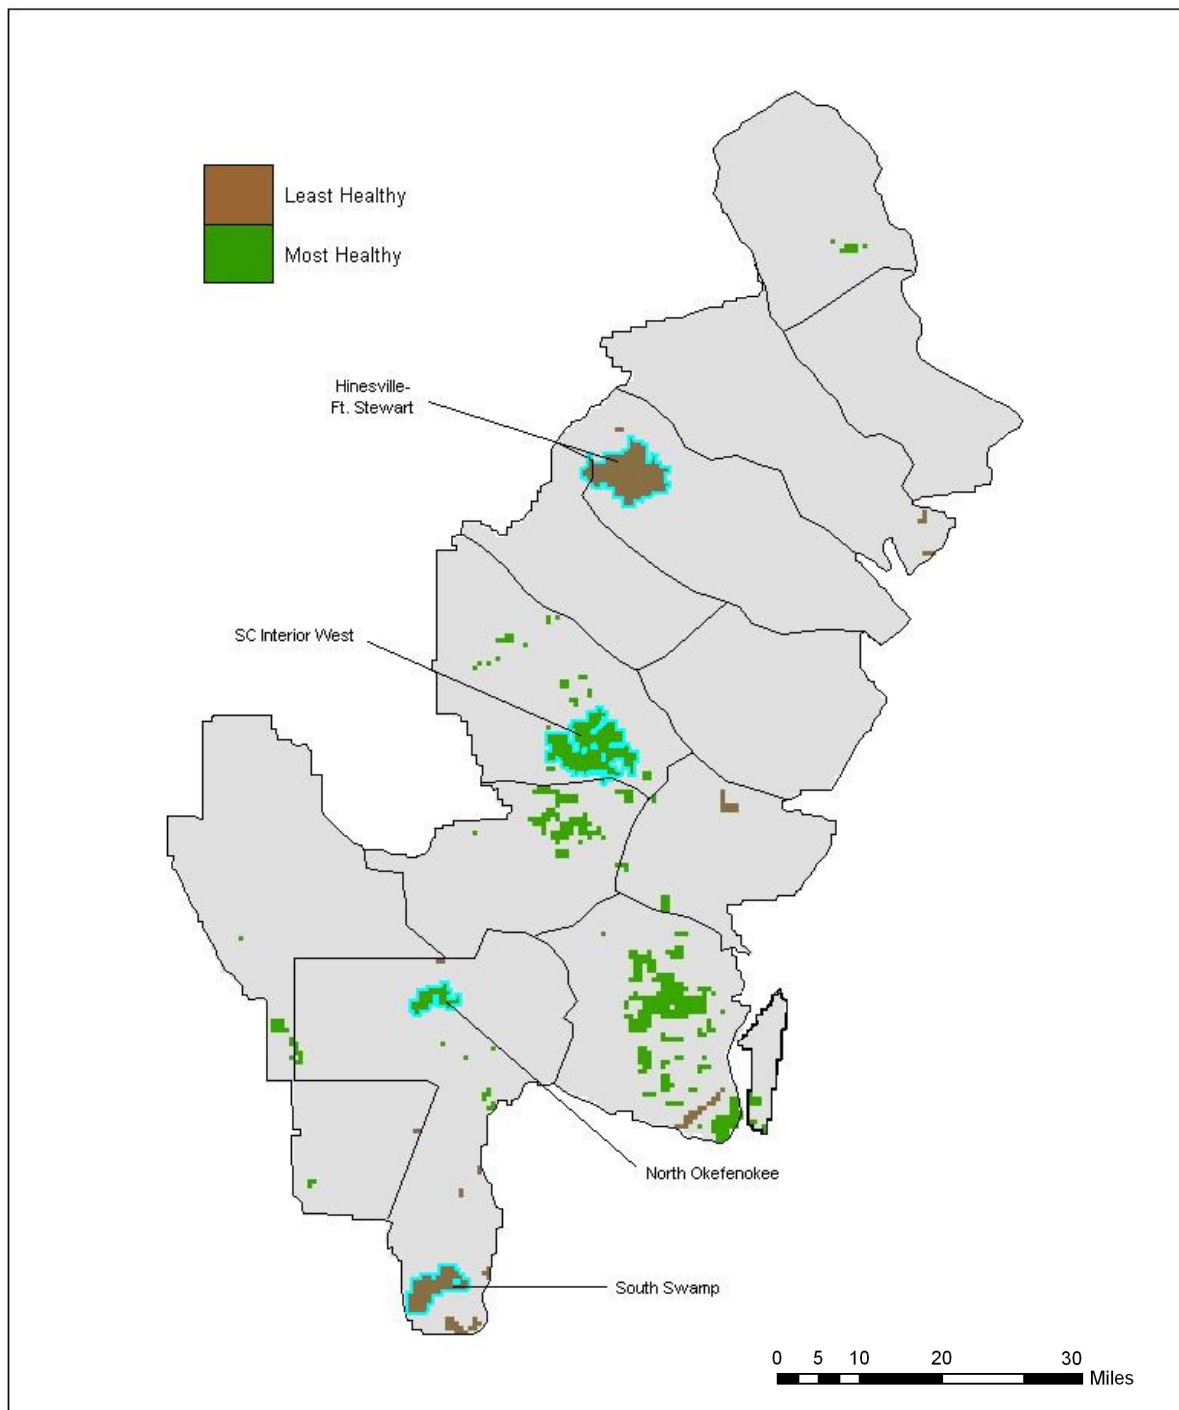 Least Healthy
Most Healthy
Hinesville-
Ft. Stewart
SC Interior West
North Okefenokee
South Swamp
0 5 10 20 30
Miles